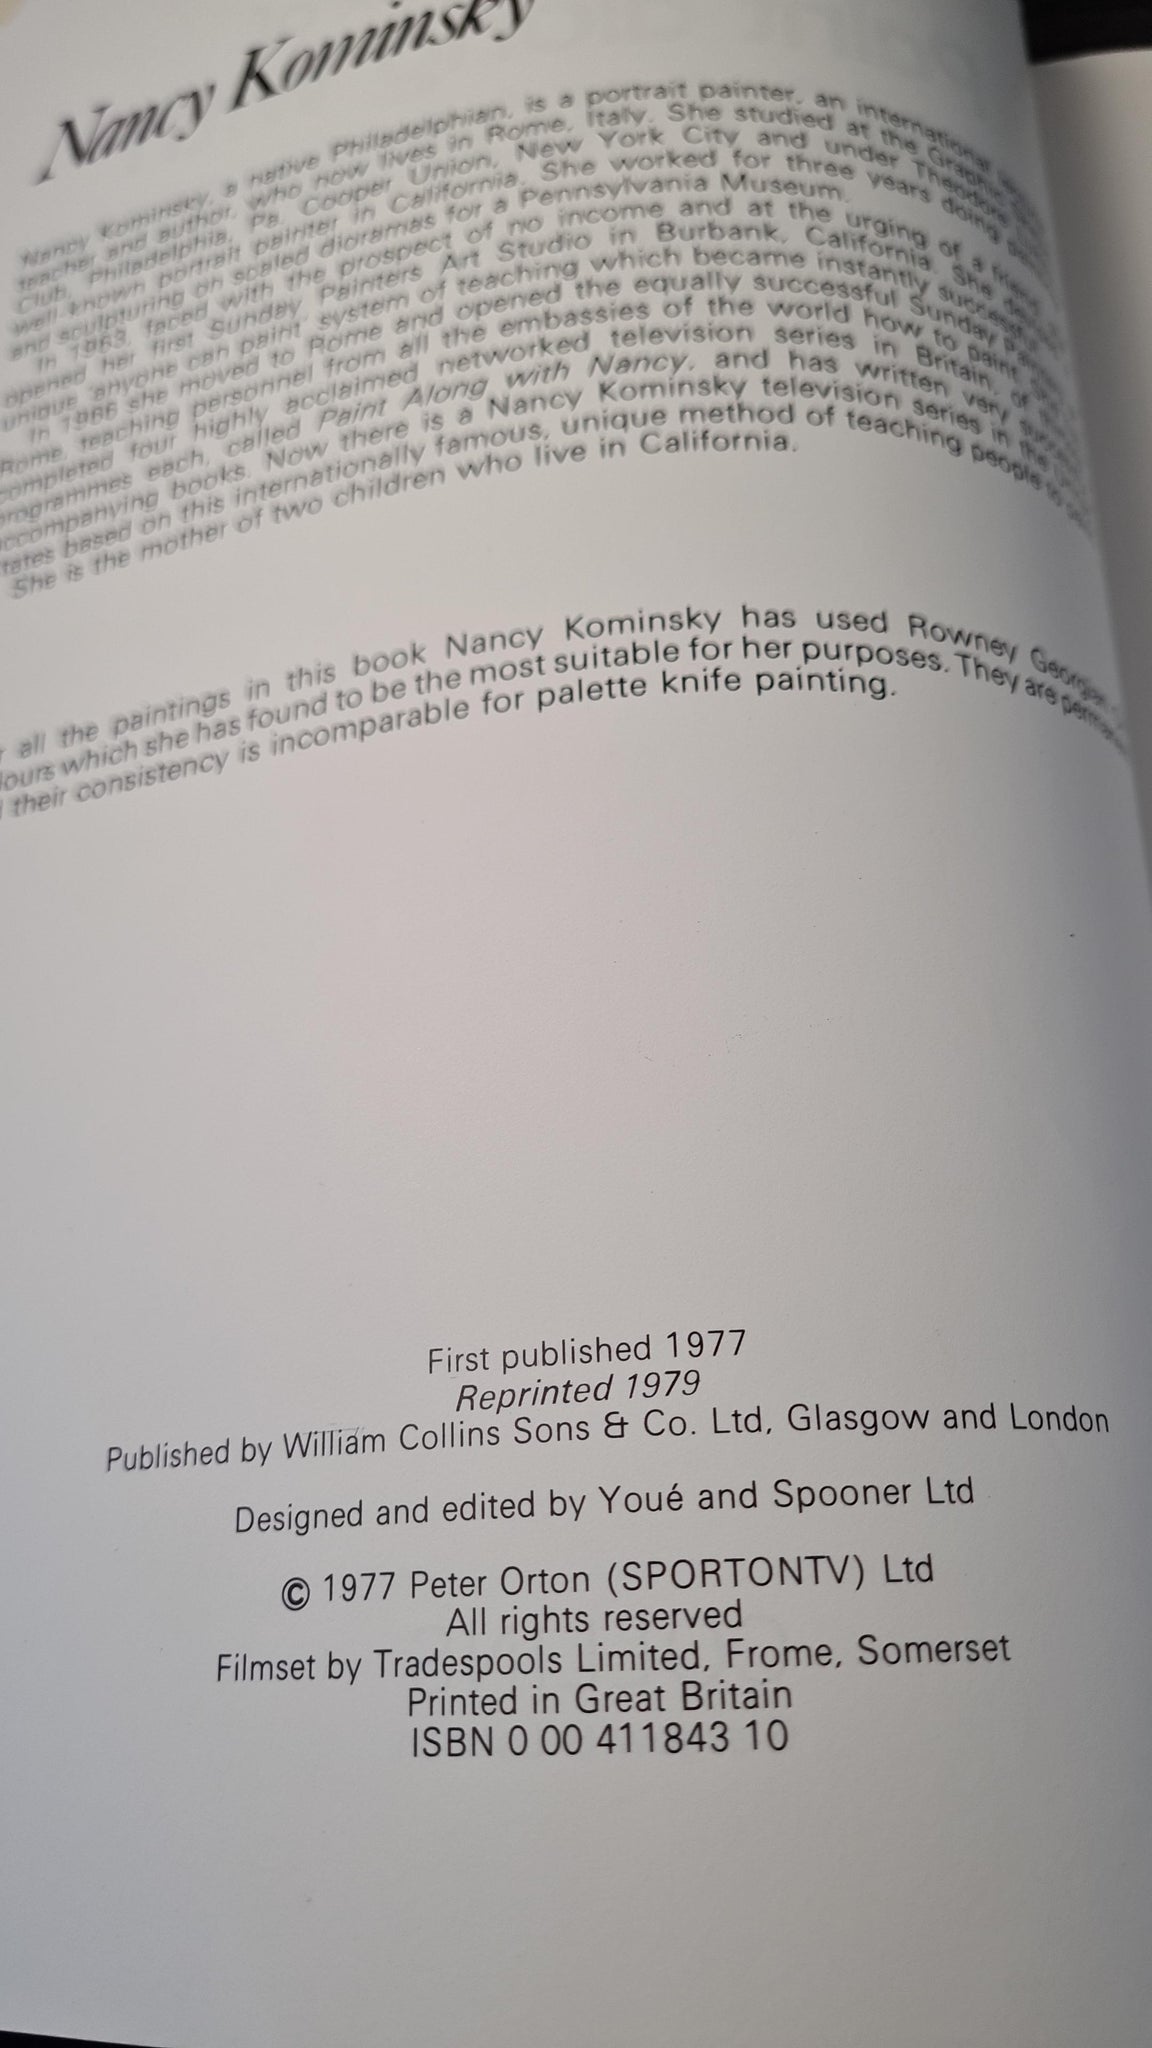 Nancy Kominsky
Nancy Kominsky, a native Philadelphian, is a portrait painter, an international
teacher and author, who now lives in Rome, Italy. She studied at the Graphic
Club, Philadelphia, Pa. Cooper Union, New York City and under Theodore
well-known portrait painter in California. She worked for three years doing
and sculpturing on scaled dioramas for a Pennsylvania Museum.
In 1963, faced with the prospect of no income and at the urging of a friend
opened her first Sunday Painters Art Studio in Burbank, California. She
unique 'anyone can paint' system of teaching which became instantly
In 1966 she moved to Rome and opened the equally successful Sunday
Rome, teaching personnel from all the embassies of the world how to paint.
completed four highly acclaimed networked television series in Britain, of
programmes each, called Paint Along with Nancy, and has written very
accompanying books. Now there is a Nancy Kominsky television series in the
tates based on this internationally famous, unique method of teaching people to
She is the mother of two children who live in California.
all the paintings in this book Nancy Kominsky has used Rowney Georgian
lours which she has found to be the most suitable for her purposes. They are
their consistency is incomparable for palette knife painting.
First published 1977
Reprinted 1979
Published by William Collins Sons & Co. Ltd, Glasgow and London
Designed and edited by Youé and Spooner Ltd
© 1977 Peter Orton (SPORTONTV) Ltd
All rights reserved
Filmset by Tradespools Limited, Frome, Somerset
Printed in Great Britain
ISBN 0 00 411843 10